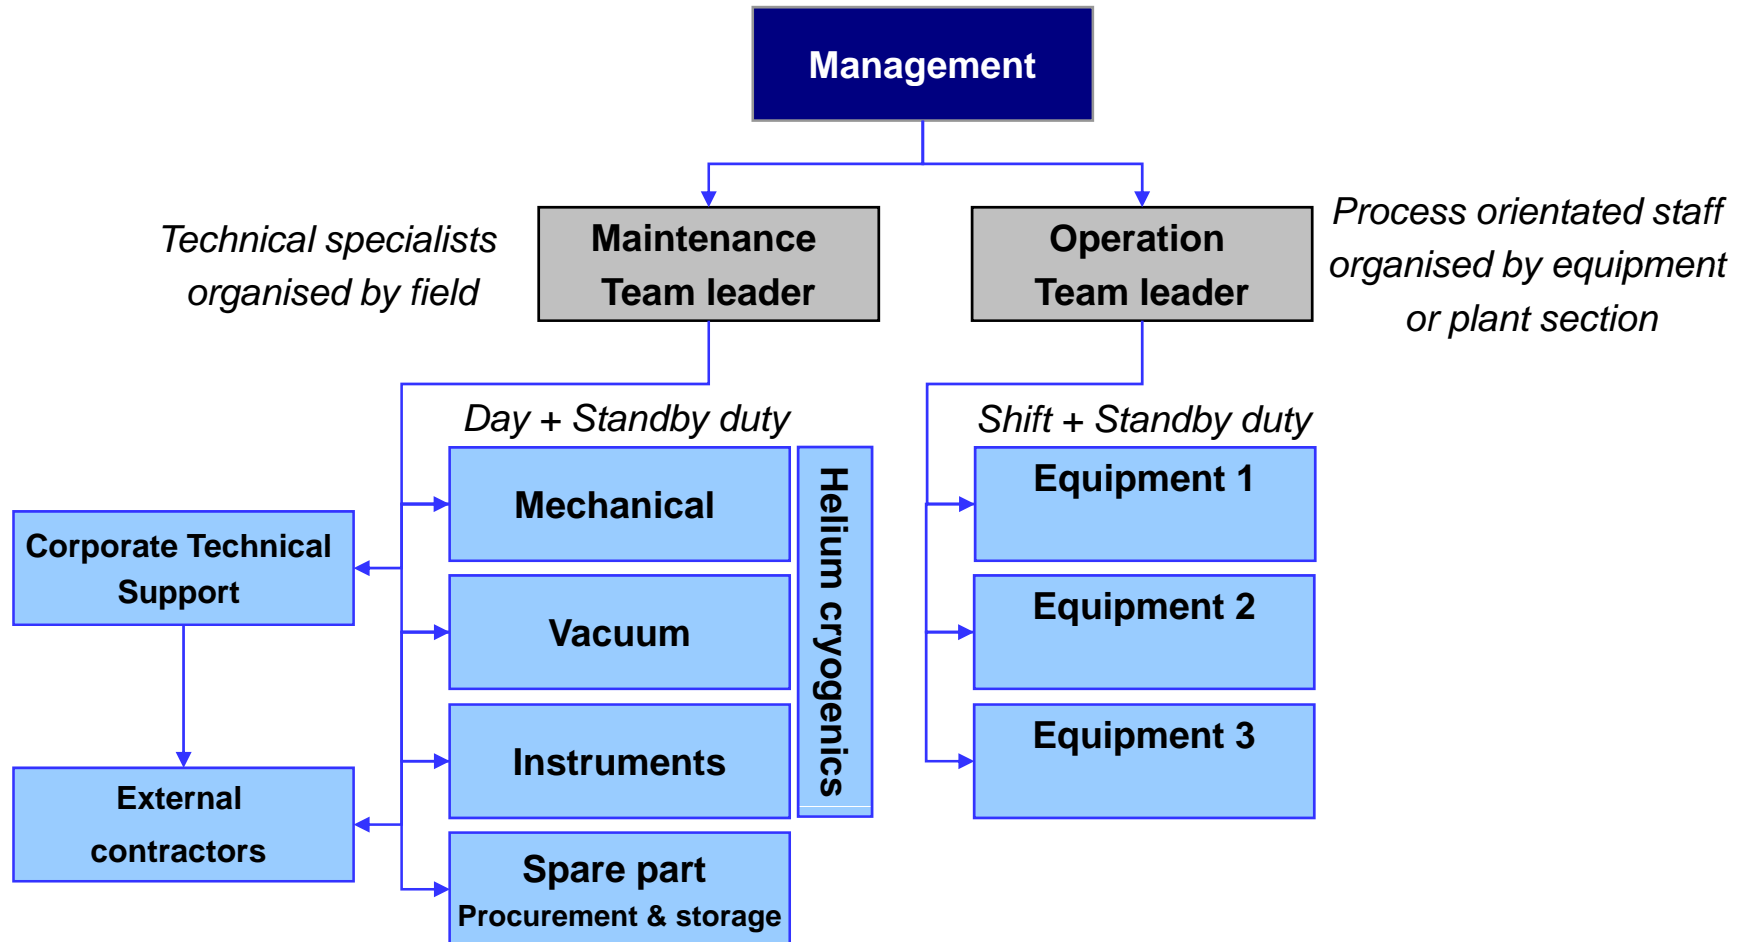 Management
Technical specialists
organised by field
Maintenance
Team leader
Operation
Team leader
Process orientated staff
organised by equipment
or plant section
Day + Standby duty
Shift + Standby duty
Mechanical
Vacuum
Instruments
Spare part
Procurement & storage
Helium cryogenics
Equipment 1
Equipment 2
Equipment 3
Corporate Technical
Support
External
contractors